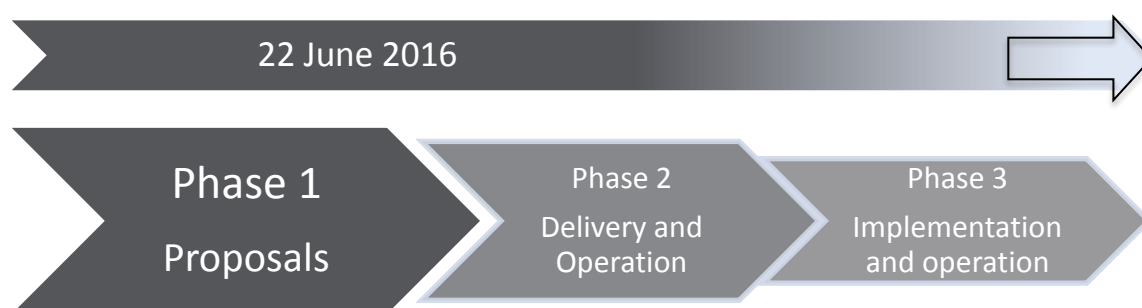 22 June 2016
Phase 1
Proposals
Phase 2
Delivery and
Operation
Phase 3
Implementation
and operation